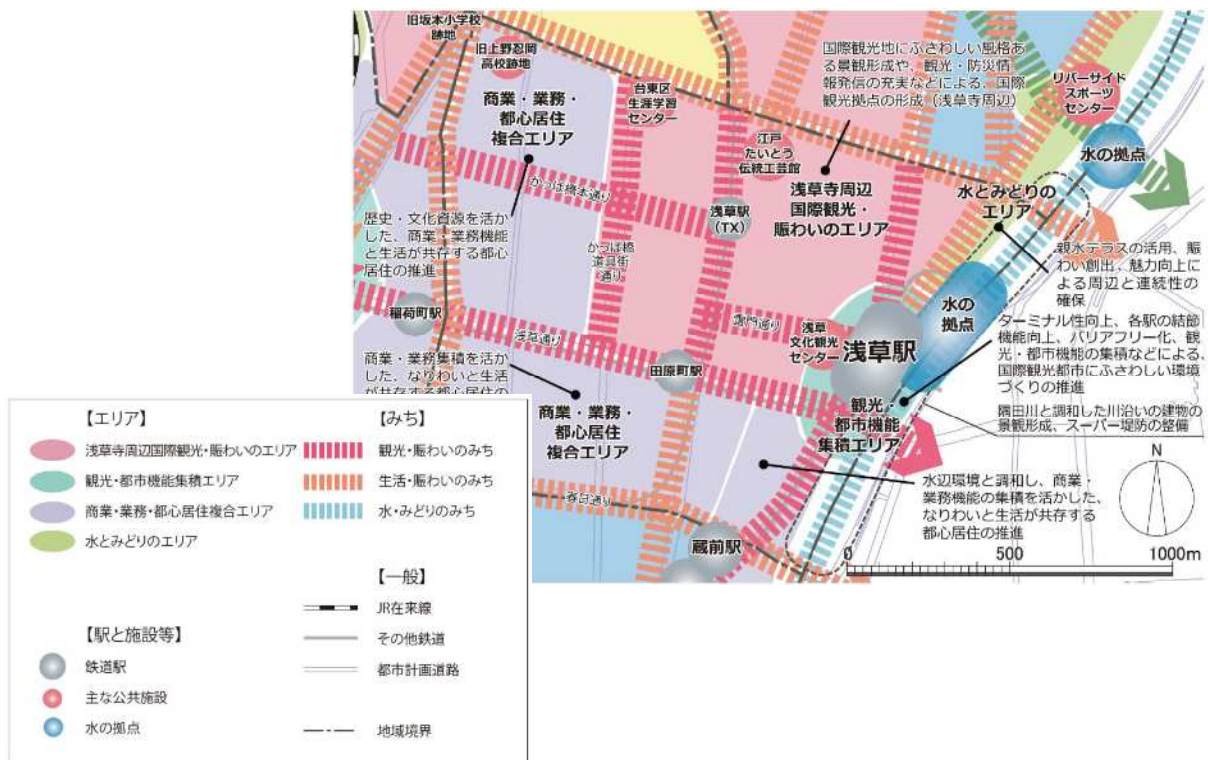 旧坂本小学校
跡地
旧上野忍岡
高校跡地
商業・業務・
都心居住
複合エリア
台東区
生涯学習
センター
国際観光地にふさわしい風格あ
る景観形成や、観光・防災情
報発信の充実などによる、国際
観光拠点の形成（浅草寺周辺）
リバーサイド
スポーツ
センター
水の拠点
江戸
たいとう
伝統工芸館
浅草寺周辺
国際観光・
賑わいのエリア
水とみどりの
エリア
かっぱ橋本通り
浅草駅
（TX）
歴史・文化資源を活か
した、商業・業務機能
と生活が共存する都心
居住の推進
かっぱ橋
道具街
通り
親水テラスの活用、賑
わい創出、魅力向上に
よる周辺と連続性の
確保
稲荷町駅
浅草通り
雷門通り
浅草
文化観光
センター
浅草駅
水の
拠点
ターミナル性向上、各駅の結節
機能向上、バリアフリー化、観
光・都市機能の集積などによる、
国際観光都市にふさわしい環境
づくりの推進
商業・業務集積を活か
した、なりわいと生活
が共存する都心居住の
田原町駅
商業・業務・
都心居住
複合エリア
観光・
都市機能
集積エリア
隅田川と調和した川沿いの建物の
景観形成、スーパー堤防の整備
水辺環境と調和し、商業・
業務機能の集積を活かした、
なりわいと生活が共存する
都心居住の推進
春日通り
蔵前駅
N
0 500 1000m
【エリア】
浅草寺周辺国際観光・賑わいのエリア
観光・都市機能集積エリア
商業・業務・都心居住複合エリア
水とみどりのエリア
【駅と施設等】
鉄道駅
主な公共施設
水の拠点
【みち】
観光・賑わいのみち
生活・賑わいのみち
水・みどりのみち
【一般】
JR在来線
その他鉄道
都市計画道路
地域境界